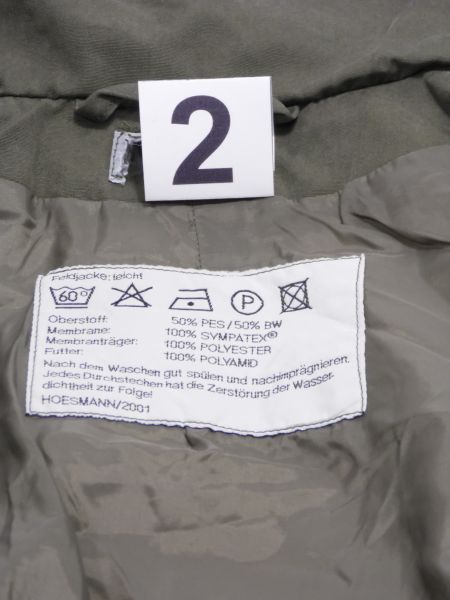 2
Feldjacke: leicht
60°
P
Oberstoff: 50% PES/50% BW
Membrane: 100% SYMPATEX®
Membranträger: 100% POLYESTER
Futter: 100% POLYAMID
Nach dem Waschen gut spülen und nachimprägnieren.
Jedes Durchstechen hat die Zerstörung der Wasser-
dichtheit zur Folge!
HOESMANN/2001